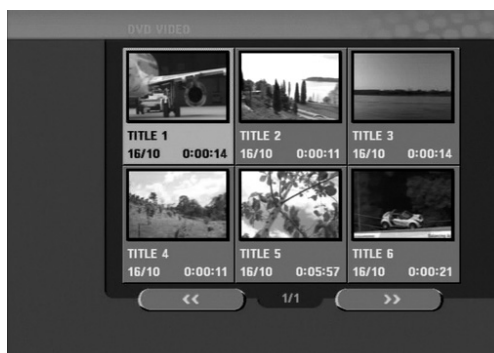 DVD VIDEO
TITLE 1
16/10 0:00:14
TITLE 2
16/10 0:00:11
TITLE 3
16/10 0:00:14
TITLE 4
16/10 0:00:11
TITLE 5
16/10 0:05:57
TITLE 6
16/10 0:00:21
<< 1/1 >>